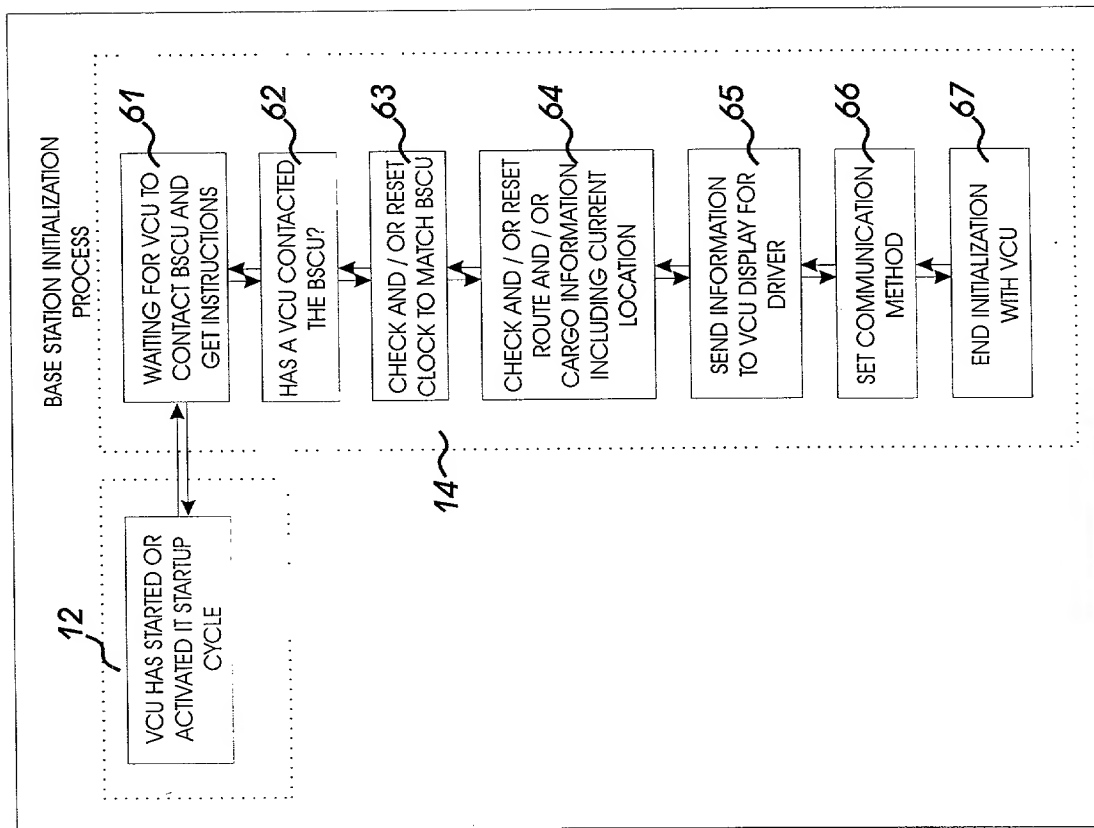 BASE STATION INITIALIZATION
PROCESS
12
VCU HAS STARTED OR
ACTIVATED IT STARTUP
CYCLE
14
WAITING FOR VCU TO
CONTACT BSCU AND
GET INSTRUCTIONS
61
HAS A VCU CONTACTED
THE BSCU?
62
CHECK AND / OR RESET
CLOCK TO MATCH BSCU
63
CHECK AND / OR RESET
ROUTE AND / OR
CARGO INFORMATION
INCLUDING CURRENT
LOCATION
64
SEND INFORMATION
TO VCU DISPLAY FOR
DRIVER
65
SET COMMUNICATION
METHOD
66
END INITIALIZATION
WITH VCU
67